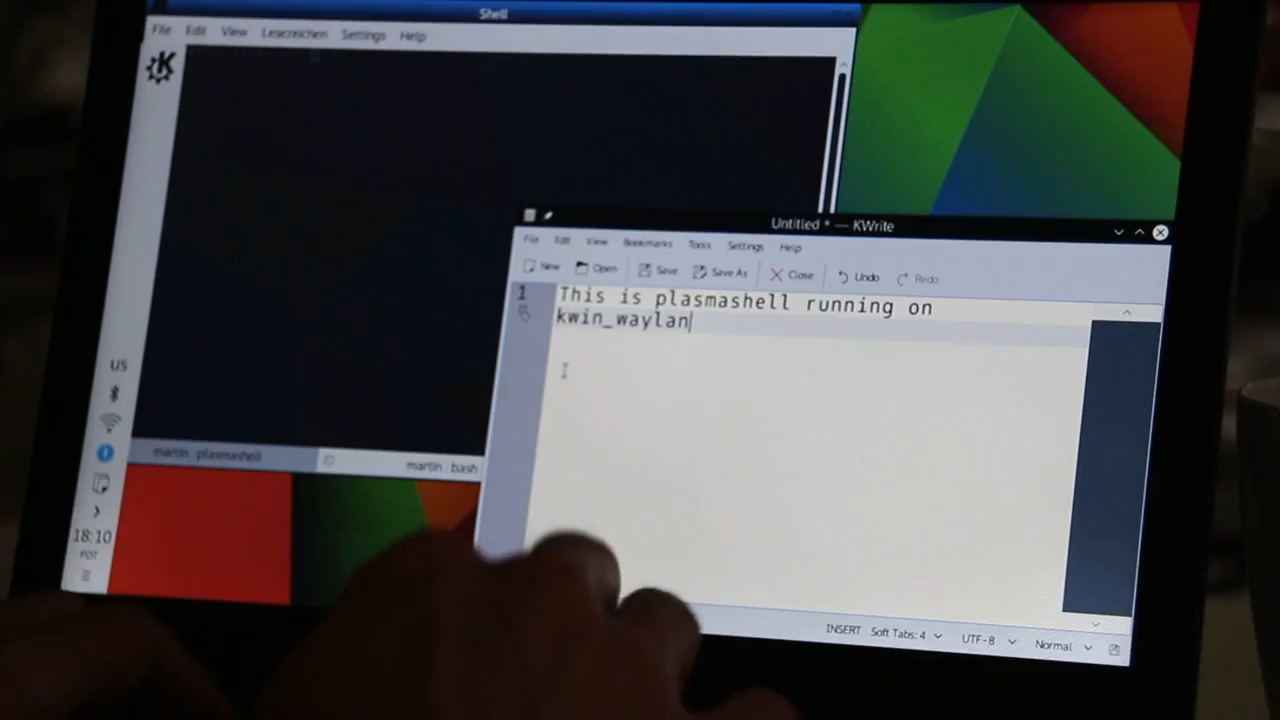 Shell
File Edit View Lesezeichen Settings Help
Untitled * — KWrite
File Edit View Bookmarks Tools Settings Help
New Open Save Save As Close Undo Redo
1
This is plasmashell running on
kwin_waylan
US
martin : plasmashell
martin : bash
18:10
PDT
INSERT Soft Tabs: 4 UTF-8 Normal